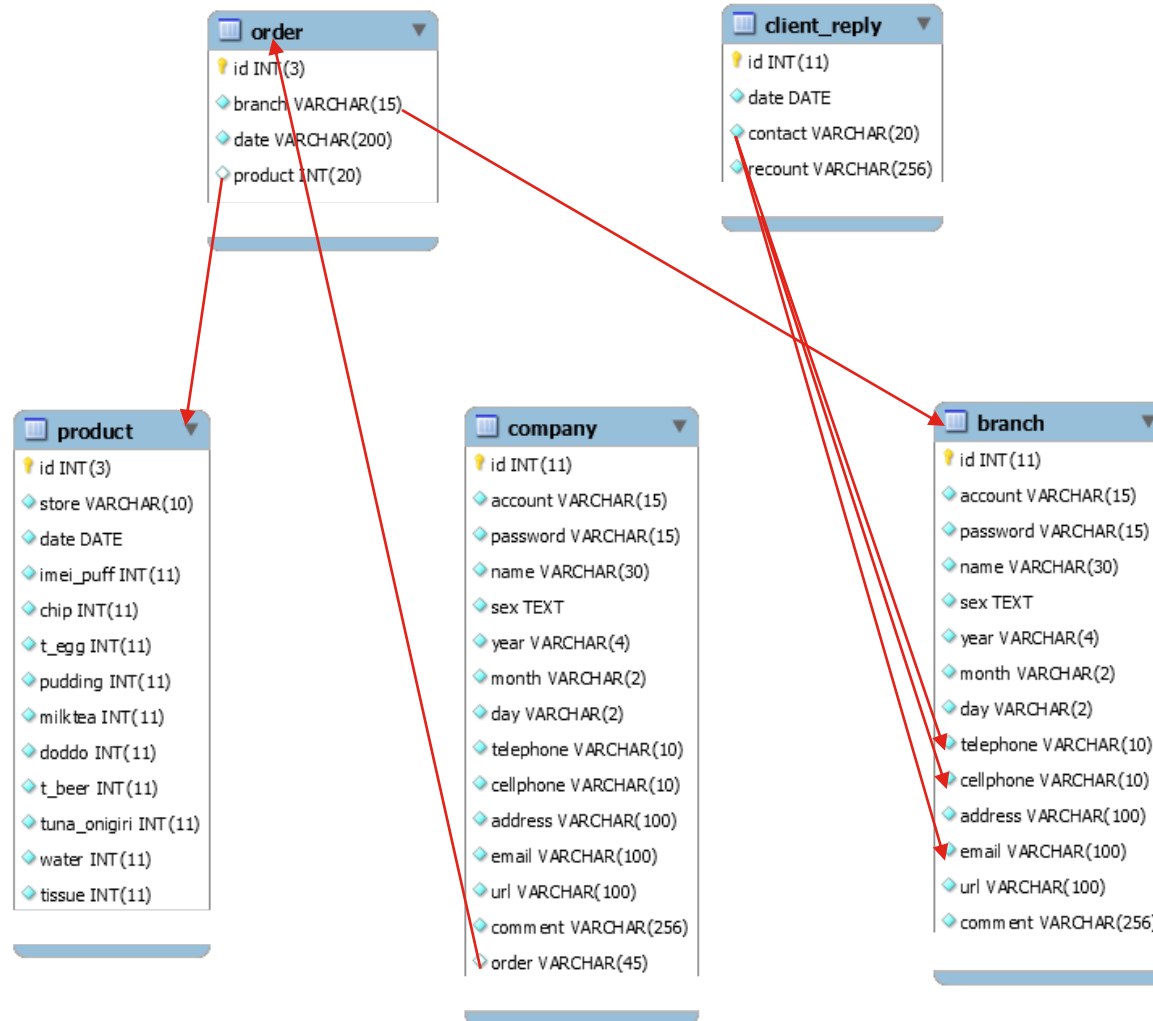 order
id INT(3)
branch VARCHAR(15)
date VARCHAR(200)
product INT(20)
client_reply
id INT(11)
date DATE
contact VARCHAR(20)
recount VARCHAR(256)
product
id INT(3)
store VARCHAR(10)
date DATE
imei_puff INT(11)
chip INT(11)
t_egg INT(11)
pudding INT(11)
milktea INT(11)
doddo INT(11)
t_beer INT(11)
tuna_onigiri INT(11)
water INT(11)
tissue INT(11)
company
id INT(11)
account VARCHAR(15)
password VARCHAR(15)
name VARCHAR(30)
sex TEXT
year VARCHAR(4)
month VARCHAR(2)
day VARCHAR(2)
telephone VARCHAR(10)
cellphone VARCHAR(10)
address VARCHAR(100)
email VARCHAR(100)
url VARCHAR(100)
comment VARCHAR(256)
order VARCHAR(45)
branch
id INT(11)
account VARCHAR(15)
password VARCHAR(15)
name VARCHAR(30)
sex TEXT
year VARCHAR(4)
month VARCHAR(2)
day VARCHAR(2)
telephone VARCHAR(10)
cellphone VARCHAR(10)
address VARCHAR(100)
email VARCHAR(100)
url VARCHAR(100)
comment VARCHAR(256)